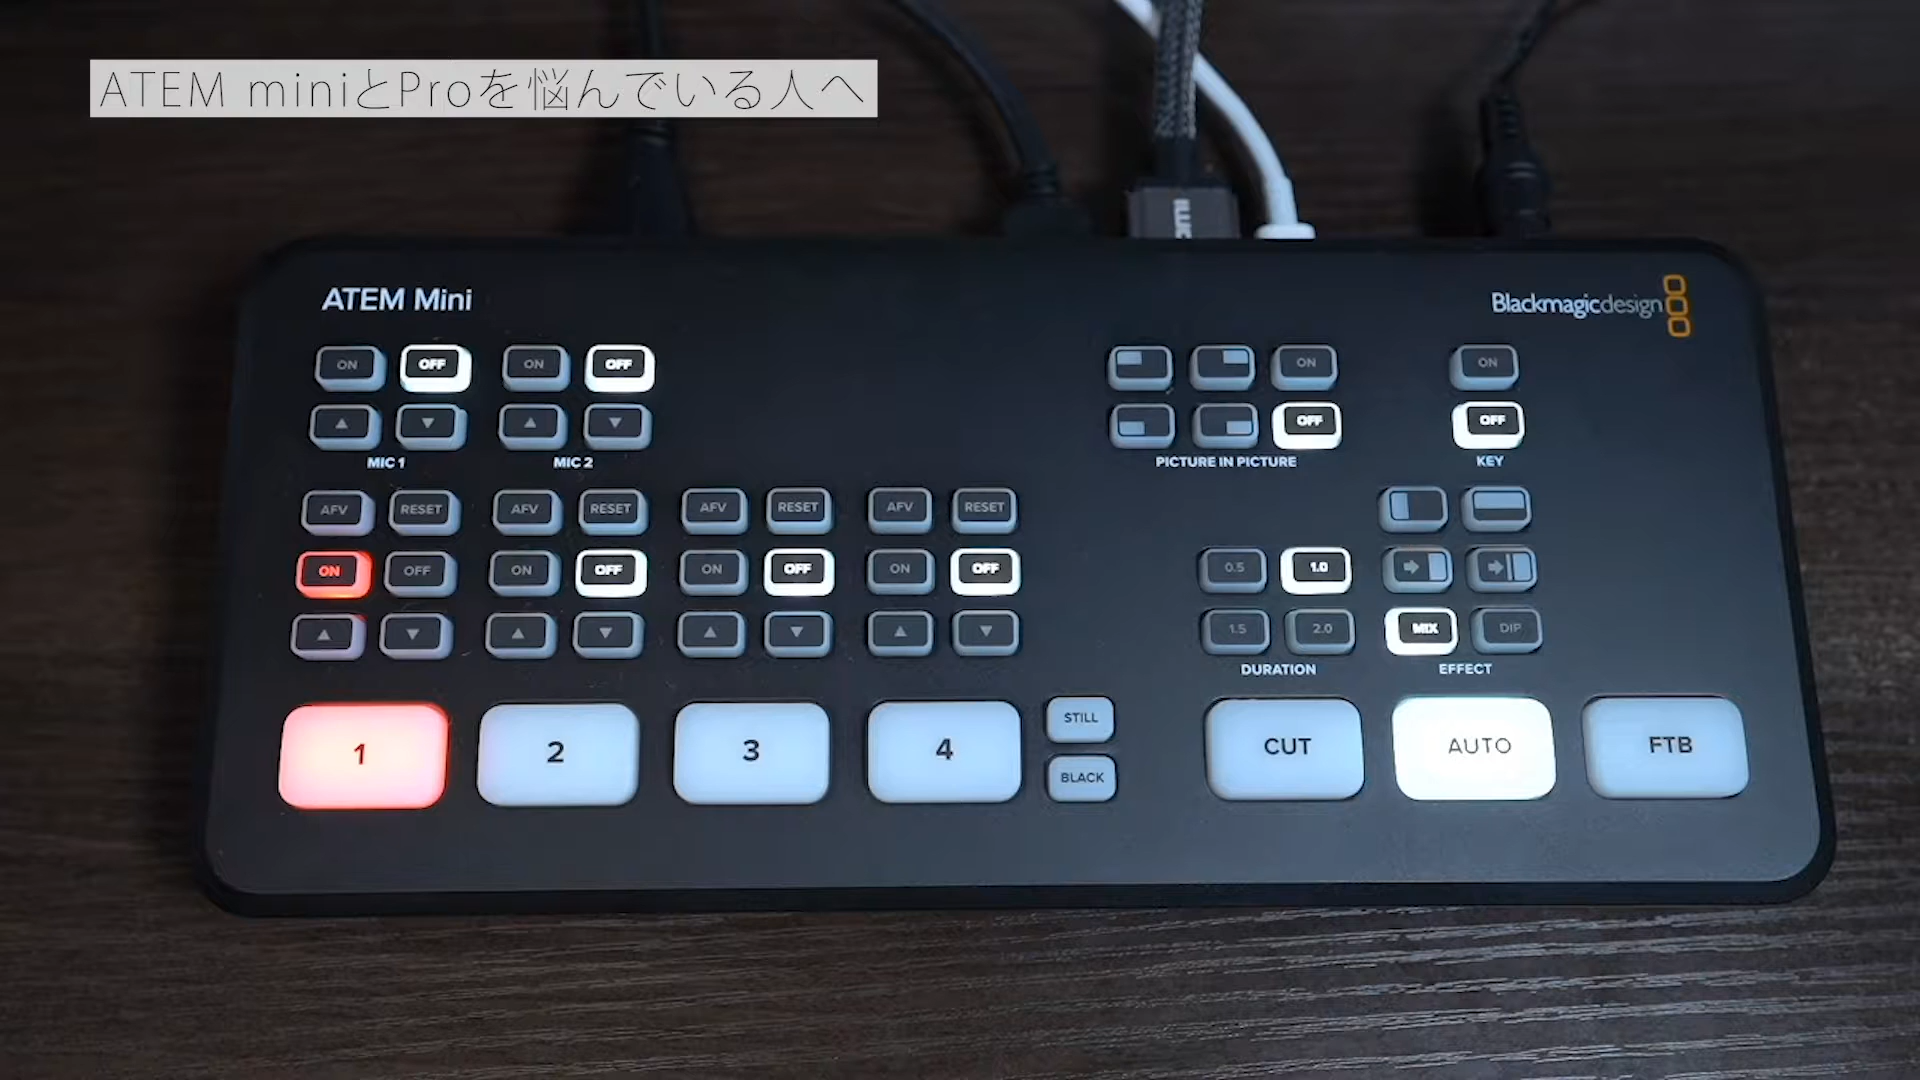 ATEM miniとProを悩んでいる人へ
ATEM Mini
Blackmagicdesign
ON OFF ON OFF ON ON
OFF OFF
MIC 1 MIC 2 PICTURE IN PICTURE KEY
AFV RESET AFV RESET AFV RESET AFV RESET
ON OFF ON OFF ON OFF ON OFF 0.5 1.0
1.5 2.0 MIX DIP
DURATION EFFECT
1 2 3 4 STILL CUT AUTO FTB
BLACK